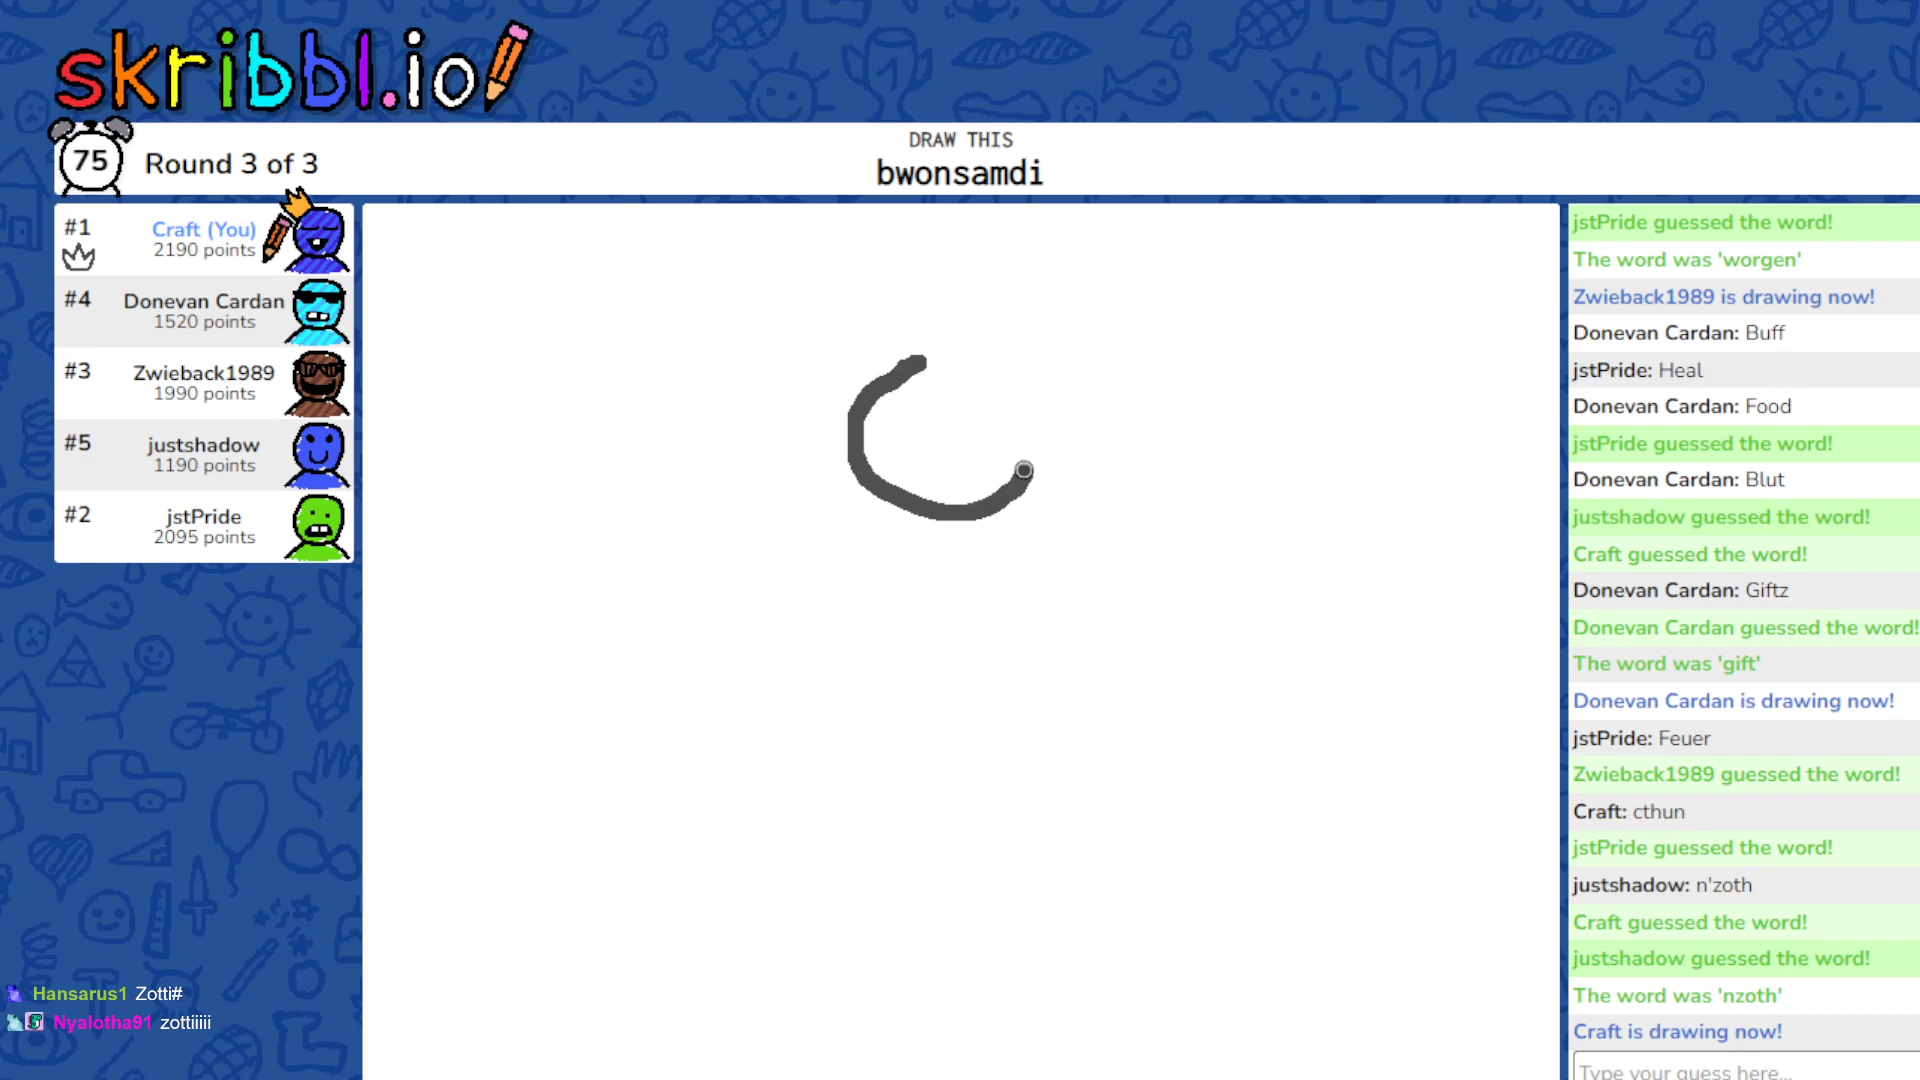 skribbl.io
75
Round 3 of 3
DRAW THIS
bwonsamdi
#1
Craft (You)
2190 points
#4
Donevan Cardan
1520 points
#3
Zwieback1989
1990 points
#5
justshadow
1190 points
#2
jstPride
2095 points
jstPride guessed the word!
The word was 'worgen'
Zwieback1989 is drawing now!
Donevan Cardan: Buff
jstPride: Heal
Donevan Cardan: Food
jstPride guessed the word!
Donevan Cardan: Blut
justshadow guessed the word!
Craft guessed the word!
Donevan Cardan: Giftz
Donevan Cardan guessed the word!
The word was 'gift'
Donevan Cardan is drawing now!
jstPride: Feuer
Zwieback1989 guessed the word!
Craft: cthun
jstPride guessed the word!
justshadow: n'zoth
Craft guessed the word!
justshadow guessed the word!
The word was 'nzoth'
Craft is drawing now!
Type your guess here...
Hansarus1 Zotti#
Nyalotha91 zottiiiii